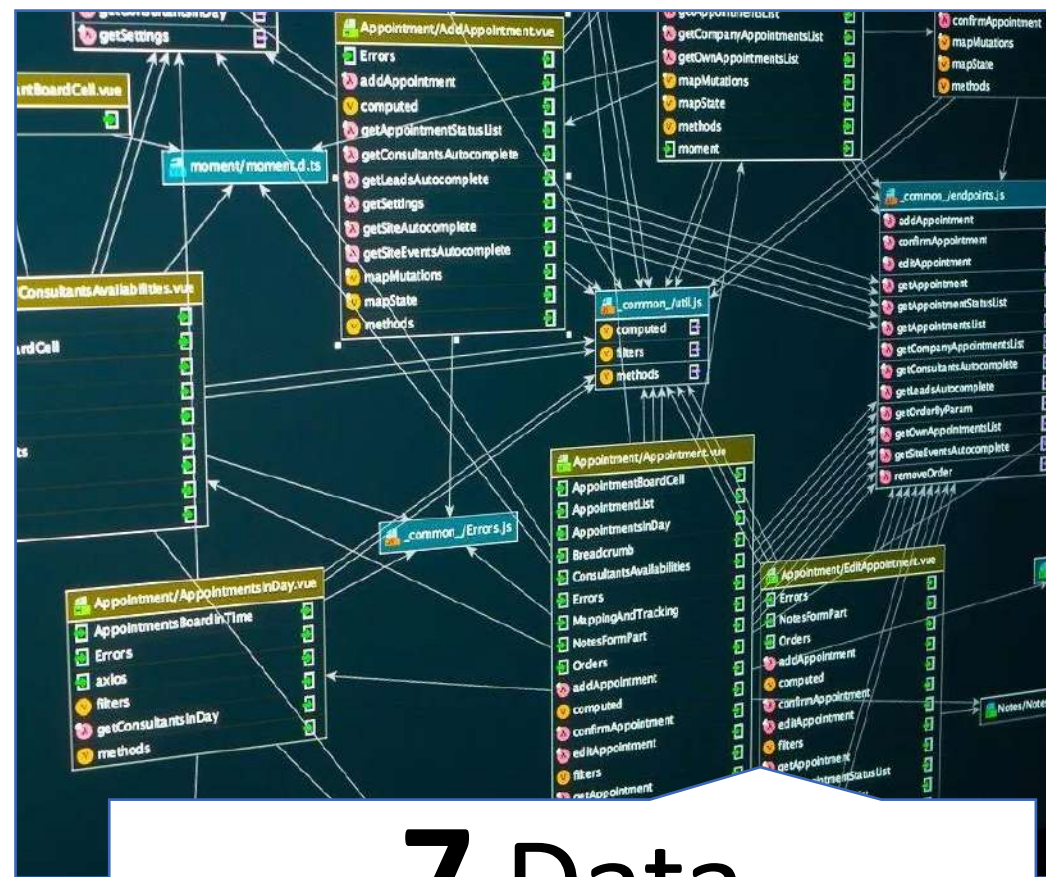 getSettings
Appointment/AddAppointment.vue
Errors
addAppointment
computed
getAppointmentStatusList
getConsultantsAutocomplete
getLeadsAutocomplete
getSettings
getSiteAutocomplete
getSiteEventsAutocomplete
mapMutations
mapState
methods
getCompanyAppointmentsList
getOwnAppointmentsList
mapMutations
mapState
methods
moment
confirmAppointment
mapMutations
mapState
methods
moment/moment.d.ts
_common_/endpoints.js
addAppointment
confirmAppointment
editAppointment
getAppointment
getAppointmentStatusList
getAppointmentsList
getCompanyAppointmentsList
getConsultantsAutocomplete
getLeadsAutocomplete
getOrderByParam
getOwnAppointmentsList
getSiteEventsAutocomplete
removeOrder
ConsultantsAvailabilities.vue
_common_/util.js
computed
filters
methods
_common_/Errors.js
Appointment/Appointment.vue
AppointmentBoardCell
AppointmentList
AppointmentsInDay
Breadcrumb
ConsultantsAvailabilities
Errors
MappingAndTracking
NotesFormPart
Orders
addAppointment
computed
confirmAppointment
editAppointment
filters
getAppointment
Appointment/EditAppointment.vue
Errors
NotesFormPart
Orders
addAppointment
computed
confirmAppointment
editAppointment
filters
getAppointment
Appointment/AppointmentsInDay.vue
AppointmentsBoardInTime
Errors
axios
filters
getConsultantsInDay
methods
7 Data